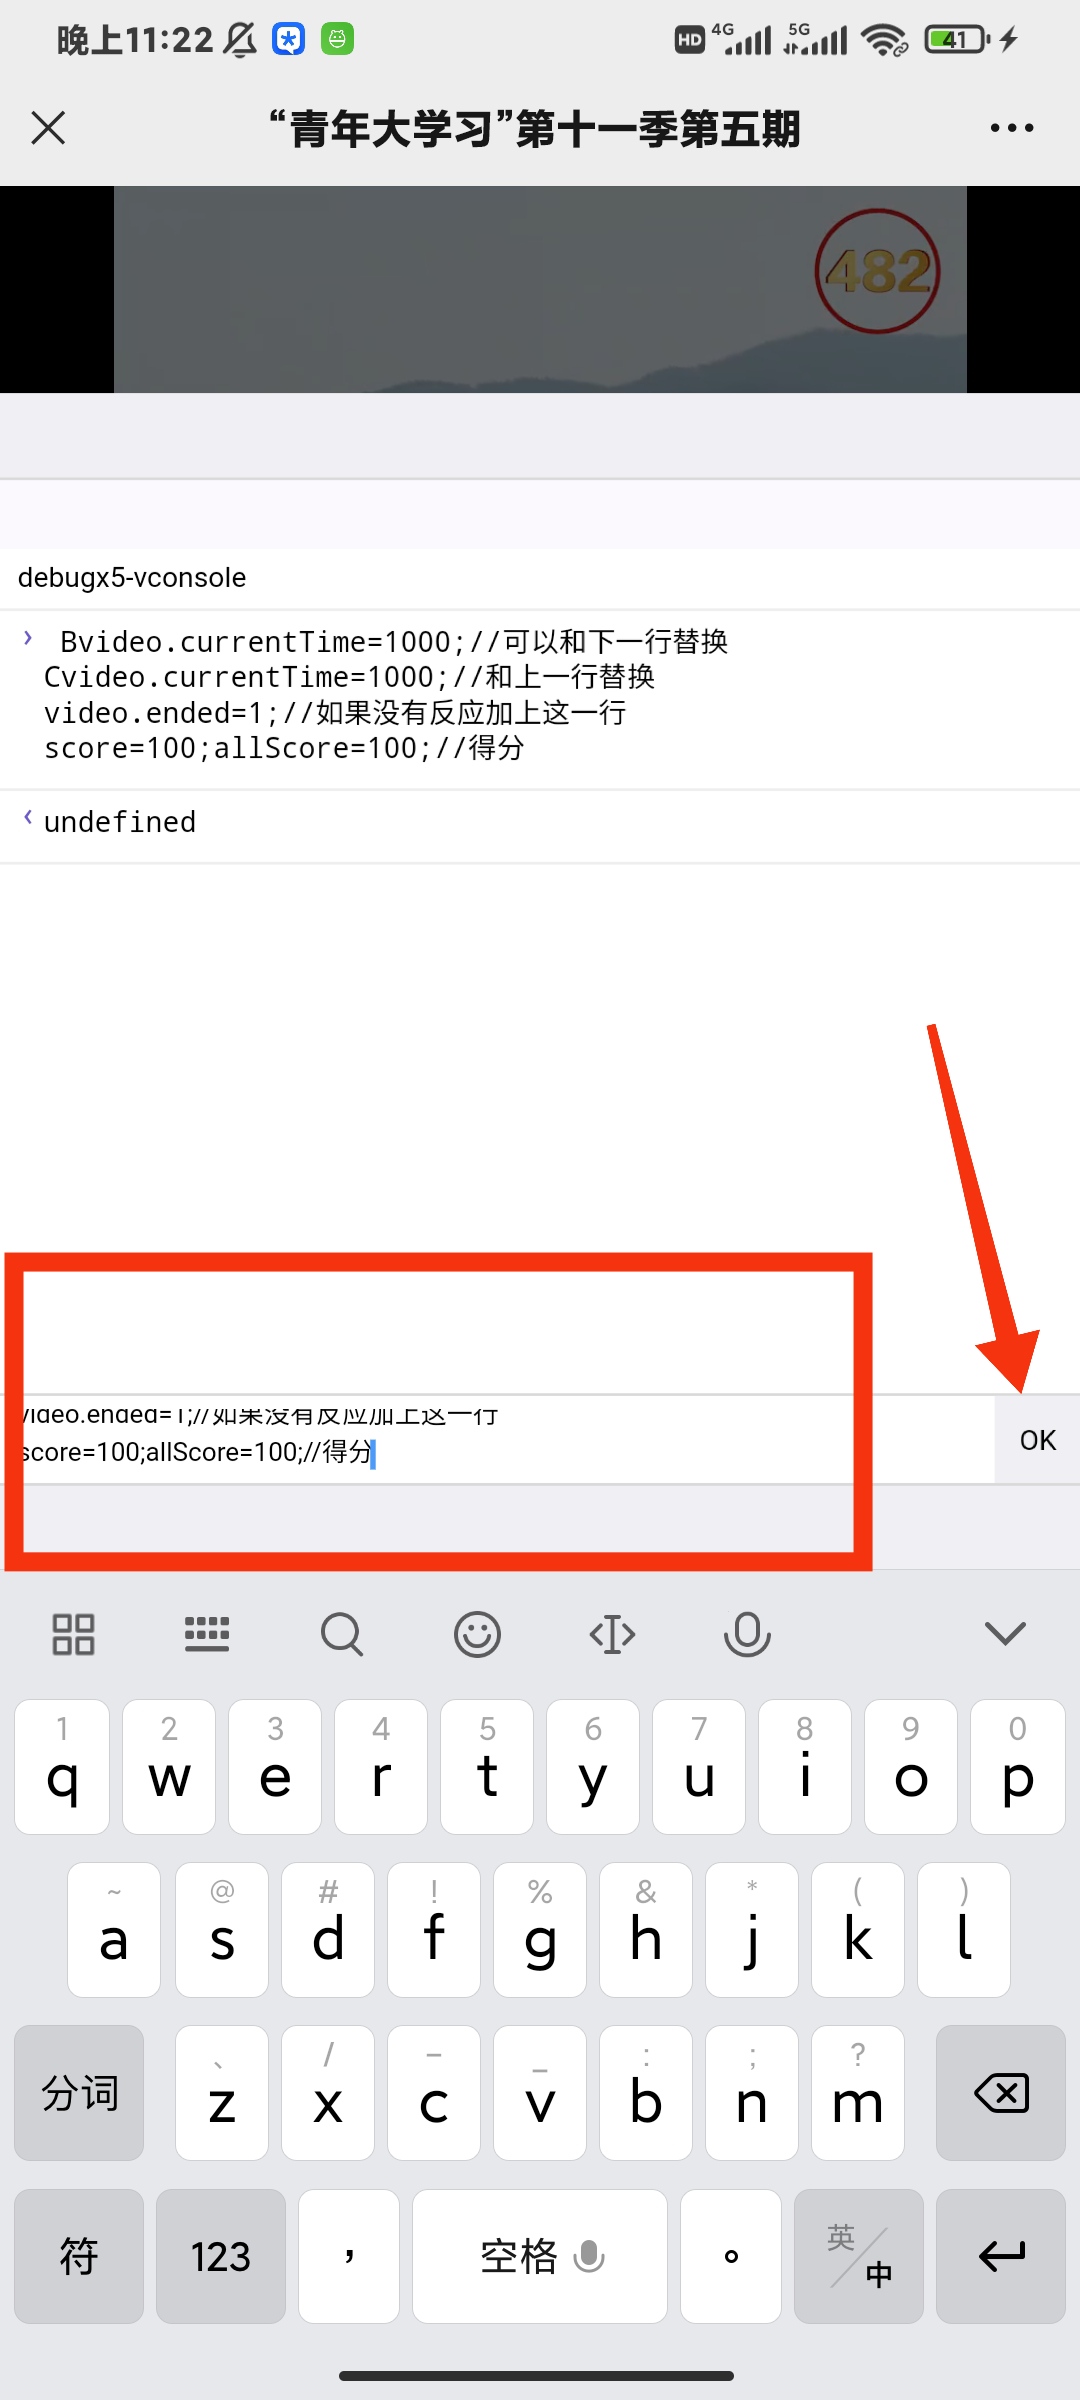 晚上11:22
HD 4G 5G 41
“青年大学习”第十一季第五期
482
debugx5-vconsole
› Bvideo.currentTime=1000;//可以和下一行替换
Cvideo.currentTime=1000;//和上一行替换
video.ended=1;//如果没有反应加上这一行
score=100;allScore=100;//得分
‹ undefined
video.ended=1;//如果没有反应加上这一行
score=100;allScore=100;//得分
OK
1 2 3 4 5 6 7 8 9 0
q w e r t y u i o p
~ @ # ! % & * ( )
a s d f g h j k l
、 / – _ : ; ?
分词 z x c v b n m
符 123 ， 空格 。 英/中